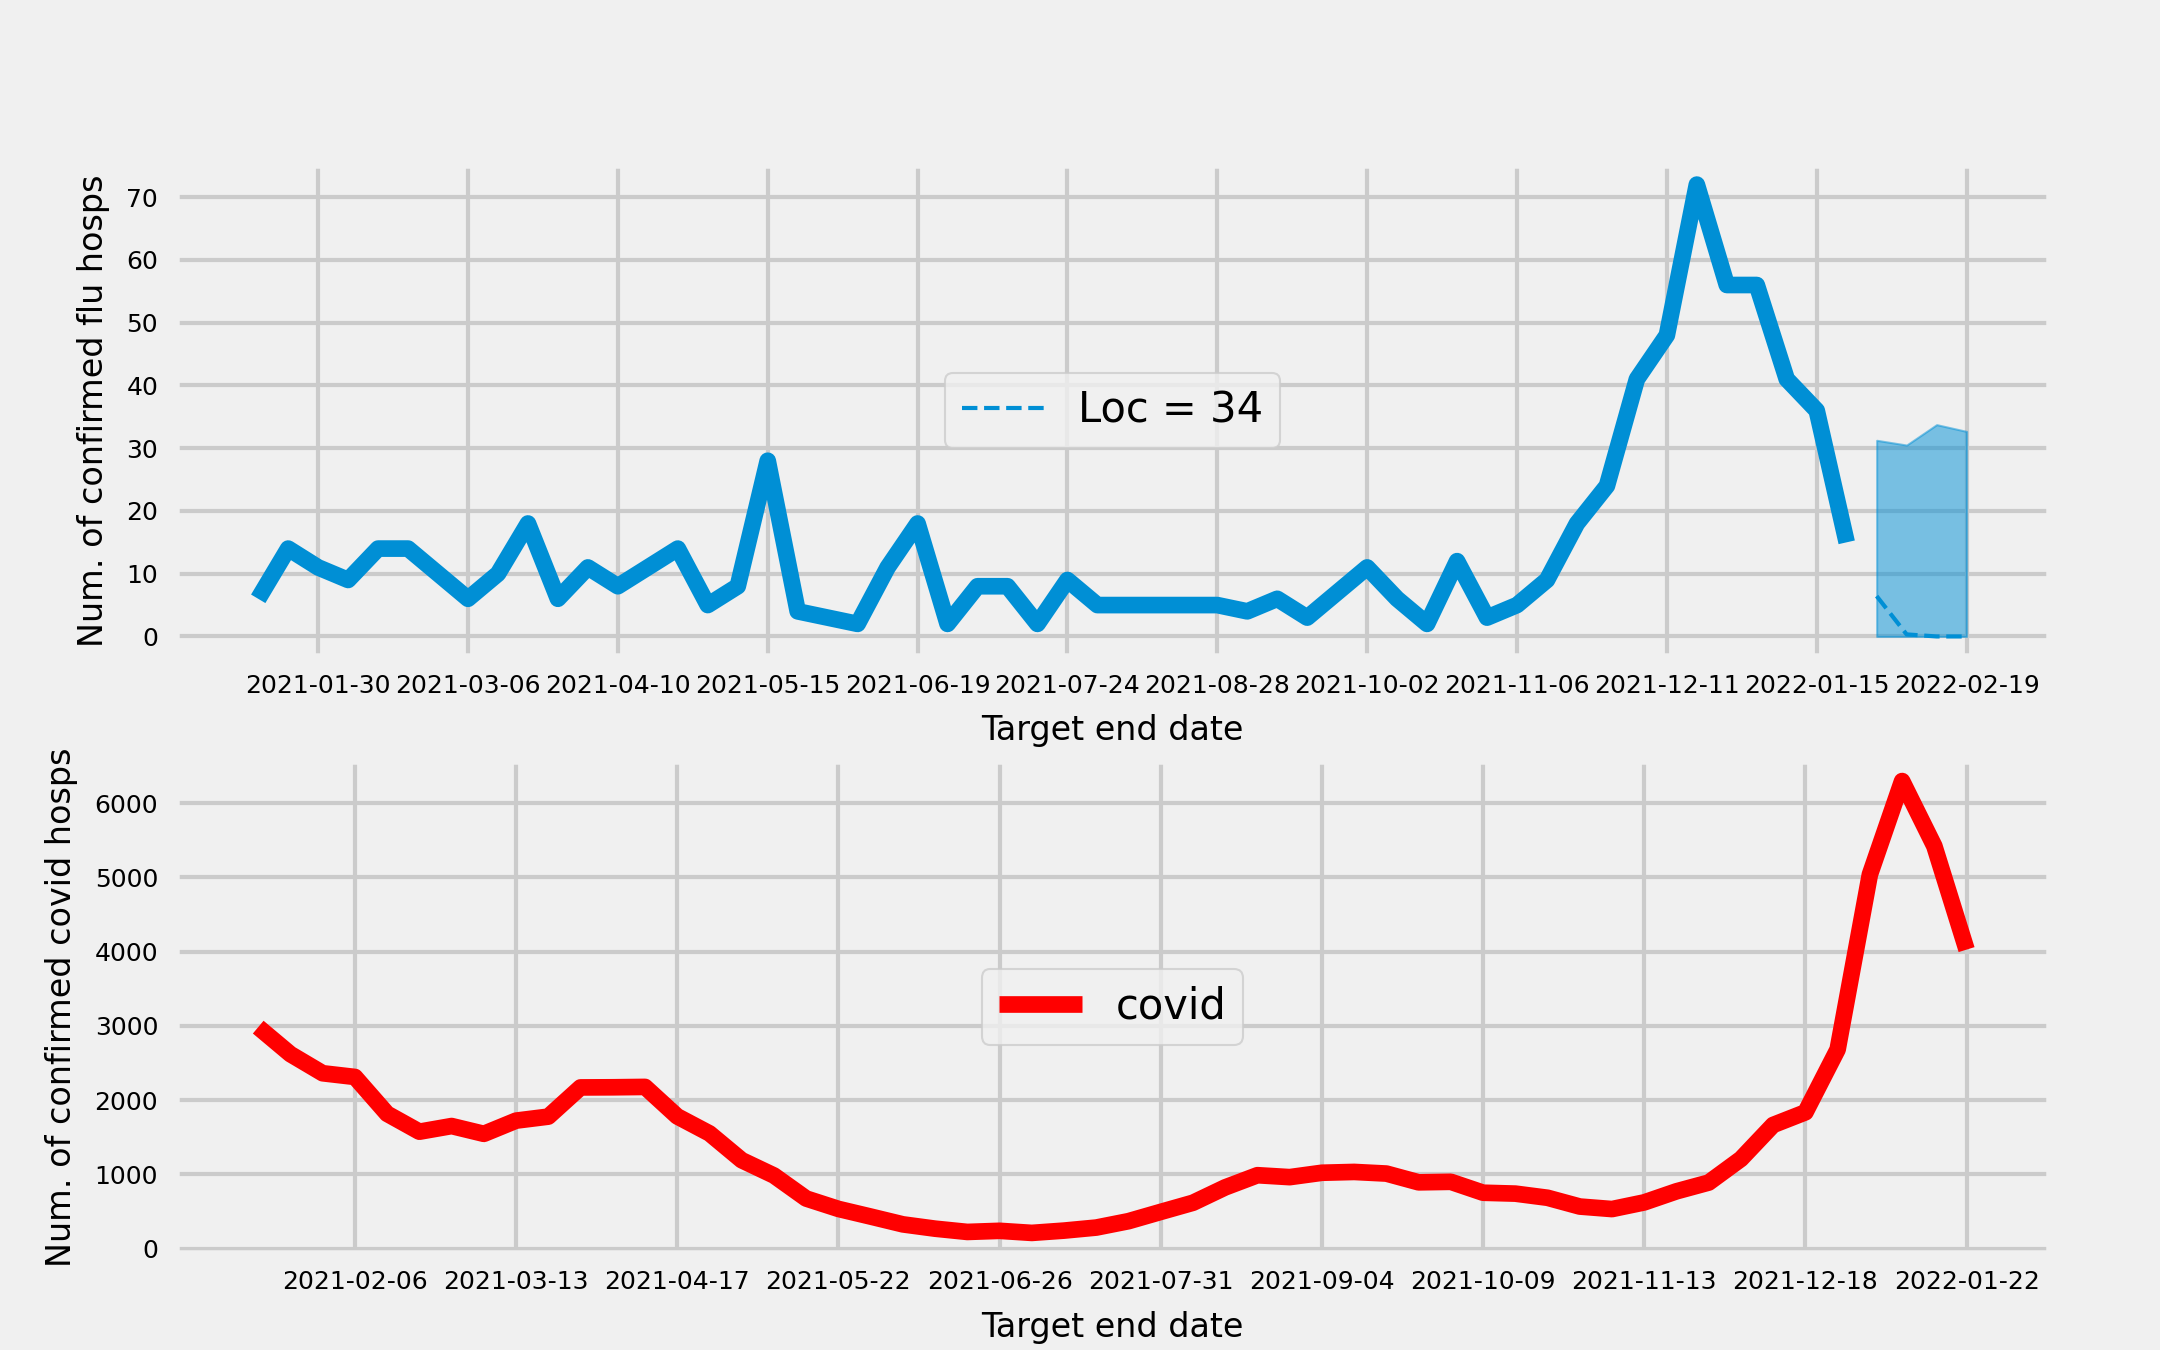 Num. of confirmed flu hosps
70
60
50
40
30
20
10
0
Loc = 34
2021-01-30 2021-03-06 2021-04-10 2021-05-15 2021-06-19 2021-07-24 2021-08-28 2021-10-02 2021-11-06 2021-12-11 2022-01-15 2022-02-19
Target end date
Num. of confirmed covid hosps
6000
5000
4000
3000
2000
1000
0
covid
2021-02-06 2021-03-13 2021-04-17 2021-05-22 2021-06-26 2021-07-31 2021-09-04 2021-10-09 2021-11-13 2021-12-18 2022-01-22
Target end date